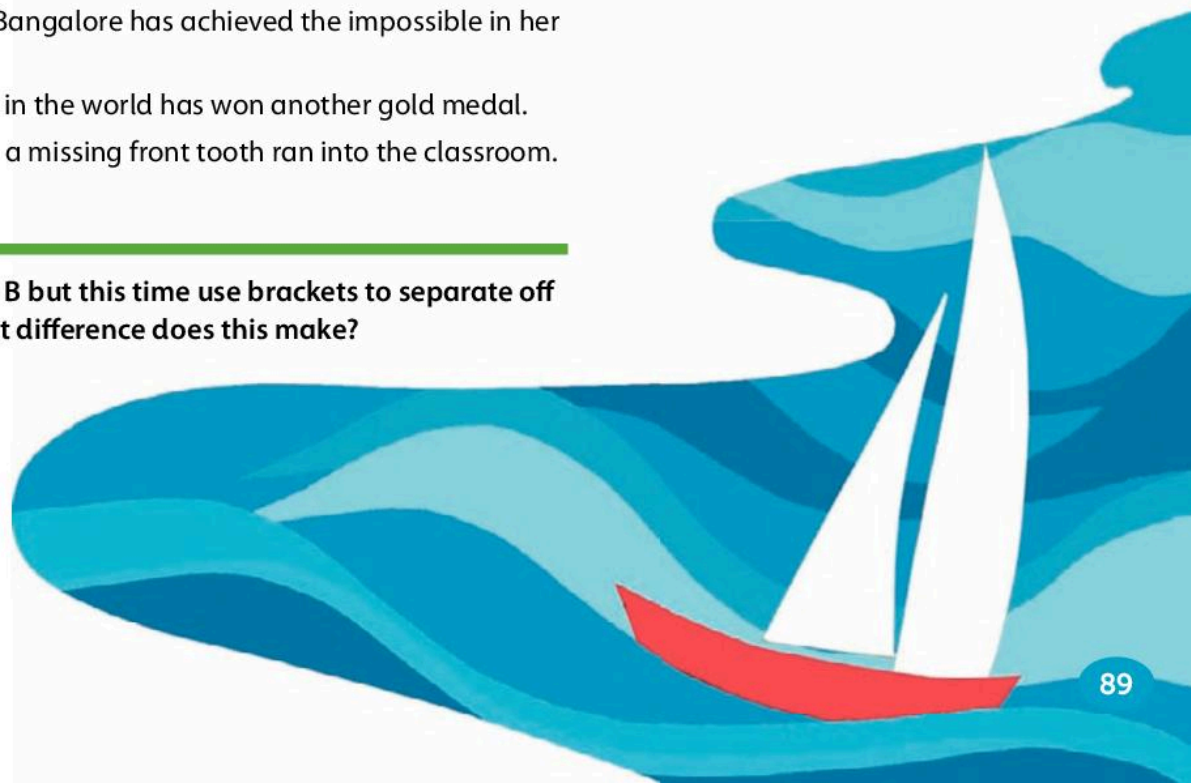 Bangalore has achieved the impossible in her
in the world has won another gold medal.
a missing front tooth ran into the classroom.
B but this time use brackets to separate off
t difference does this make?
89